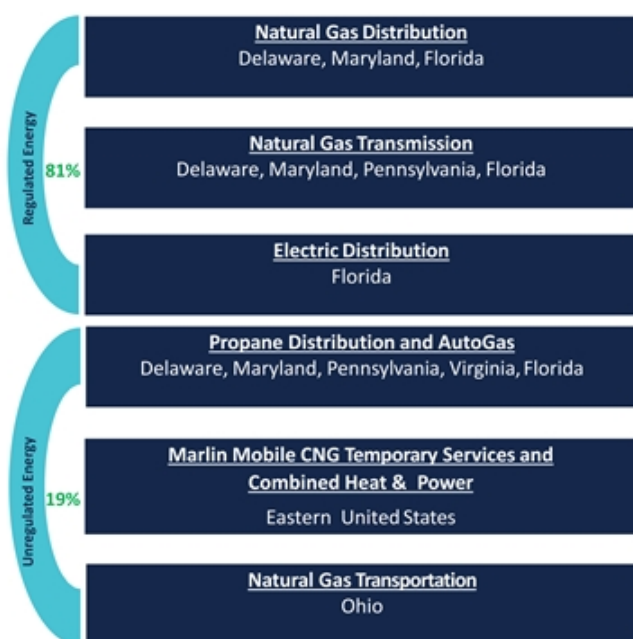 Regulated Energy
81%
Natural Gas Distribution
Delaware, Maryland, Florida
Natural Gas Transmission
Delaware, Maryland, Pennsylvania, Florida
Electric Distribution
Florida
Unregulated Energy
19%
Propane Distribution and AutoGas
Delaware, Maryland, Pennsylvania, Virginia, Florida
Marlin Mobile CNG Temporary Services and
Combined Heat & Power
Eastern United States
Natural Gas Transportation
Ohio